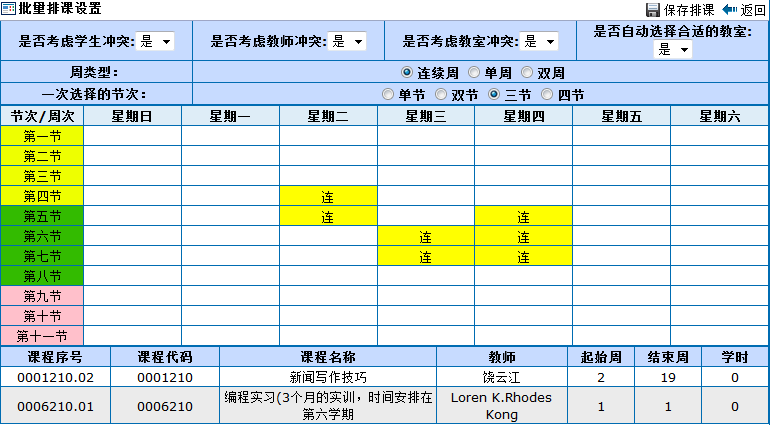 批量排课设置 保存排课 返回
是否考虑学生冲突: 是 是否考虑教师冲突: 是 是否考虑教室冲突: 是 是否自动选择合适的教室: 是
周类型: 连续周 单周 双周
一次选择的节次: 单节 双节 三节 四节
节次/周次 星期日 星期一 星期二 星期三 星期四 星期五 星期六
第一节
第二节
第三节
第四节 连
第五节 连 连
第六节 连 连
第七节 连 连
第八节
第九节
第十节
第十一节
课程序号 课程代码 课程名称 教师 起始周 结束周 学时
0001210.02 0001210 新闻写作技巧 饶云江 2 19 0
0006210.01 0006210 编程实习(3个月的实训，时间安排在 Loren K.Rhodes 1 1 0
第六学期 Kong